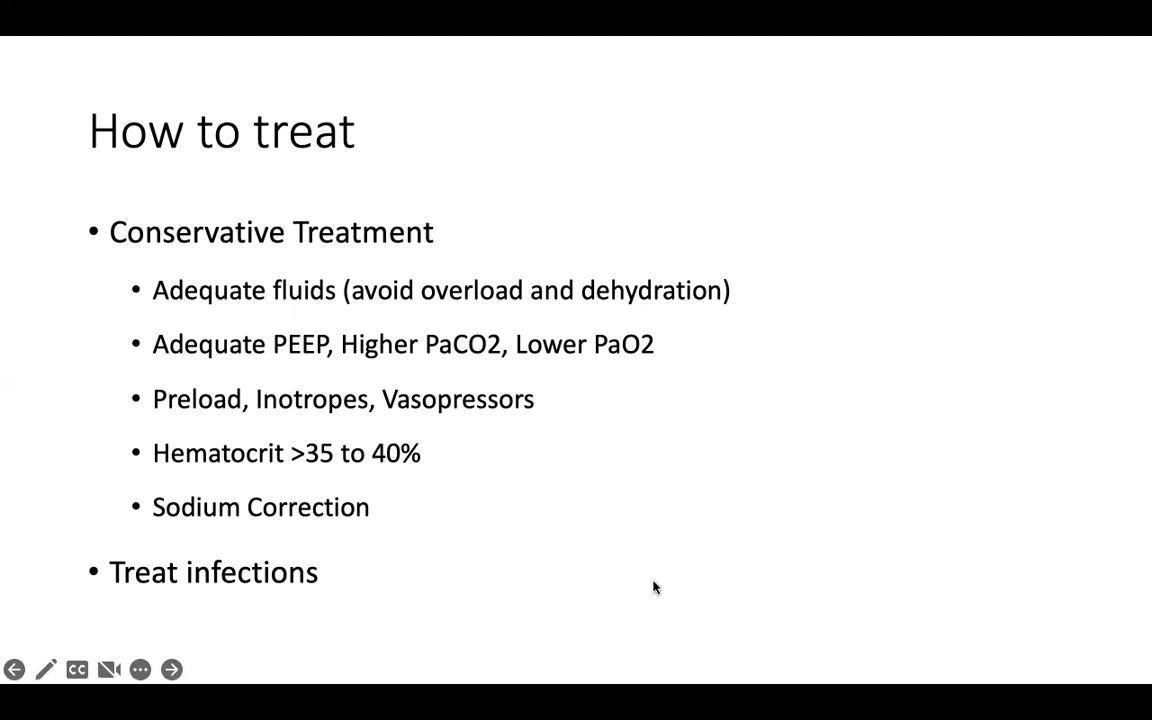 How to treat
• Conservative Treatment
• Adequate fluids (avoid overload and dehydration)
• Adequate PEEP, Higher PaCO2, Lower PaO2
• Preload, Inotropes, Vasopressors
• Hematocrit >35 to 40%
• Sodium Correction
• Treat infections
CC